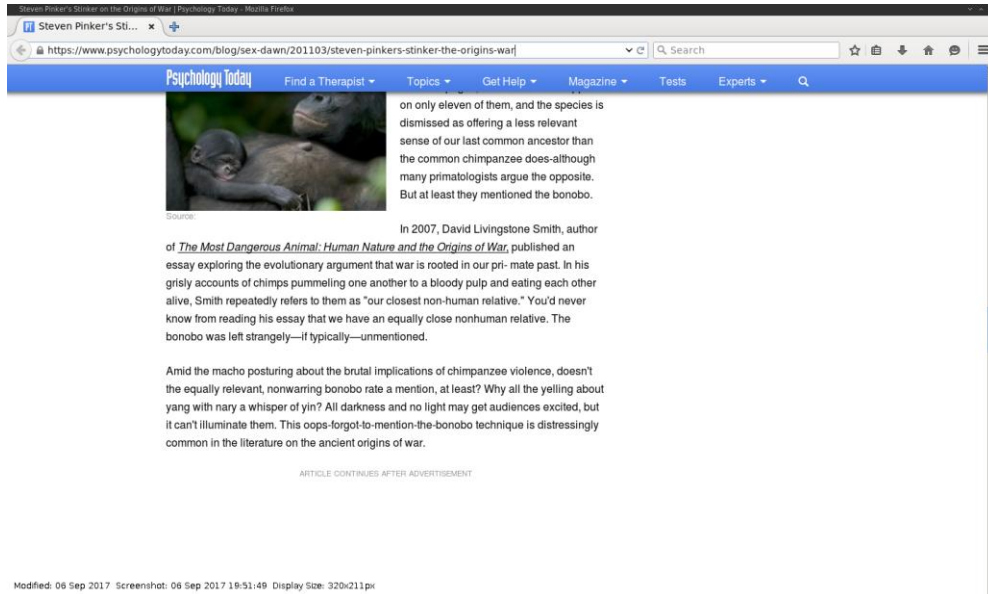 Steven Pinker's Stinker on the Origins of War | Psychology Today - Mozilla Firefox
PT Steven Pinker's Sti...
https://www.psychologytoday.com/blog/sex-dawn/201103/steven-pinkers-stinker-the-origins-war
Search
Psychology Today Find a Therapist Topics Get Help Magazine Tests Experts
on only eleven of them, and the species is
dismissed as offering a less relevant
sense of our last common ancestor than
the common chimpanzee does-although
many primatologists argue the opposite.
But at least they mentioned the bonobo.
Source:
In 2007, David Livingstone Smith, author
of The Most Dangerous Animal: Human Nature and the Origins of War, published an
essay exploring the evolutionary argument that war is rooted in our pri- mate past. In his
grisly accounts of chimps pummeling one another to a bloody pulp and eating each other
alive, Smith repeatedly refers to them as "our closest non-human relative." You'd never
know from reading his essay that we have an equally close nonhuman relative. The
bonobo was left strangely—if typically—unmentioned.
Amid the macho posturing about the brutal implications of chimpanzee violence, doesn't
the equally relevant, nonwarring bonobo rate a mention, at least? Why all the yelling about
yang with nary a whisper of yin? All darkness and no light may get audiences excited, but
it can't illuminate them. This oops-forgot-to-mention-the-bonobo technique is distressingly
common in the literature on the ancient origins of war.
ARTICLE CONTINUES AFTER ADVERTISEMENT
Modified: 06 Sep 2017 Screenshot: 06 Sep 2017 19:51:49 Display Size: 320x211px